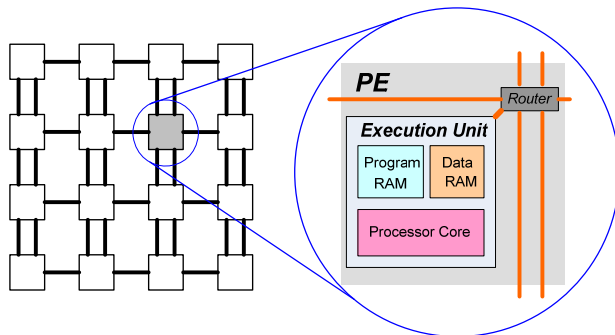 PE
Router
Execution Unit
Program
RAM
Data
RAM
Processor Core